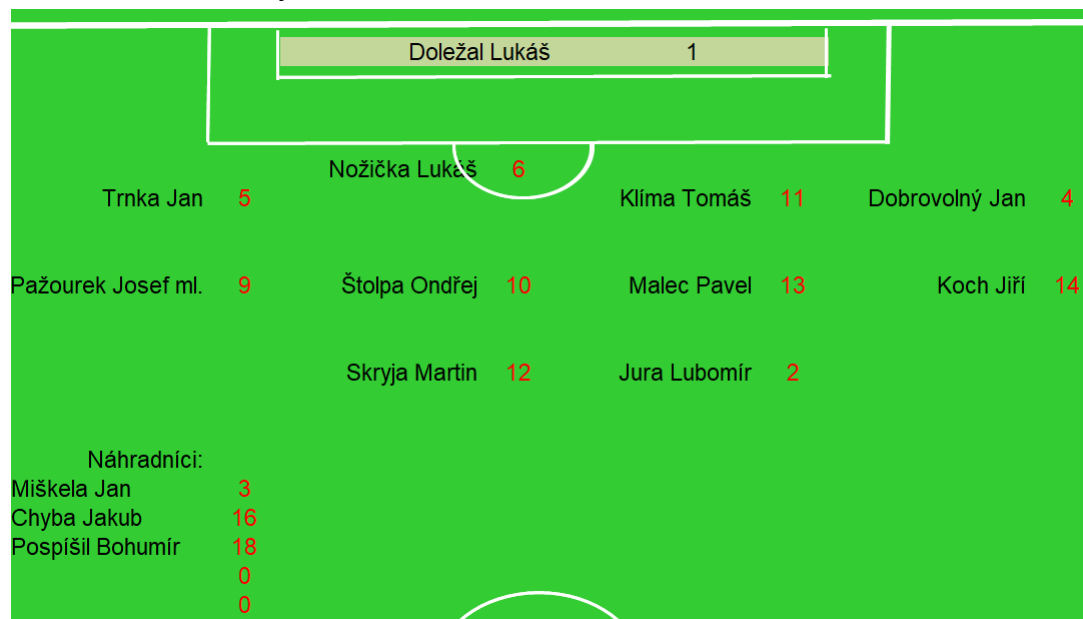 Doležal Lukáš 1
Nožička Lukáš 6
Trnka Jan 5 Klíma Tomáš 11 Dobrovolný Jan 4
Pažourek Josef ml. 9 Štolpa Ondřej 10 Malec Pavel 13 Koch Jiří 14
Skryja Martin 12 Jura Lubomír 2
Náhradníci:
Miškela Jan 3
Chyba Jakub 16
Pospíšil Bohumír 18
0
0